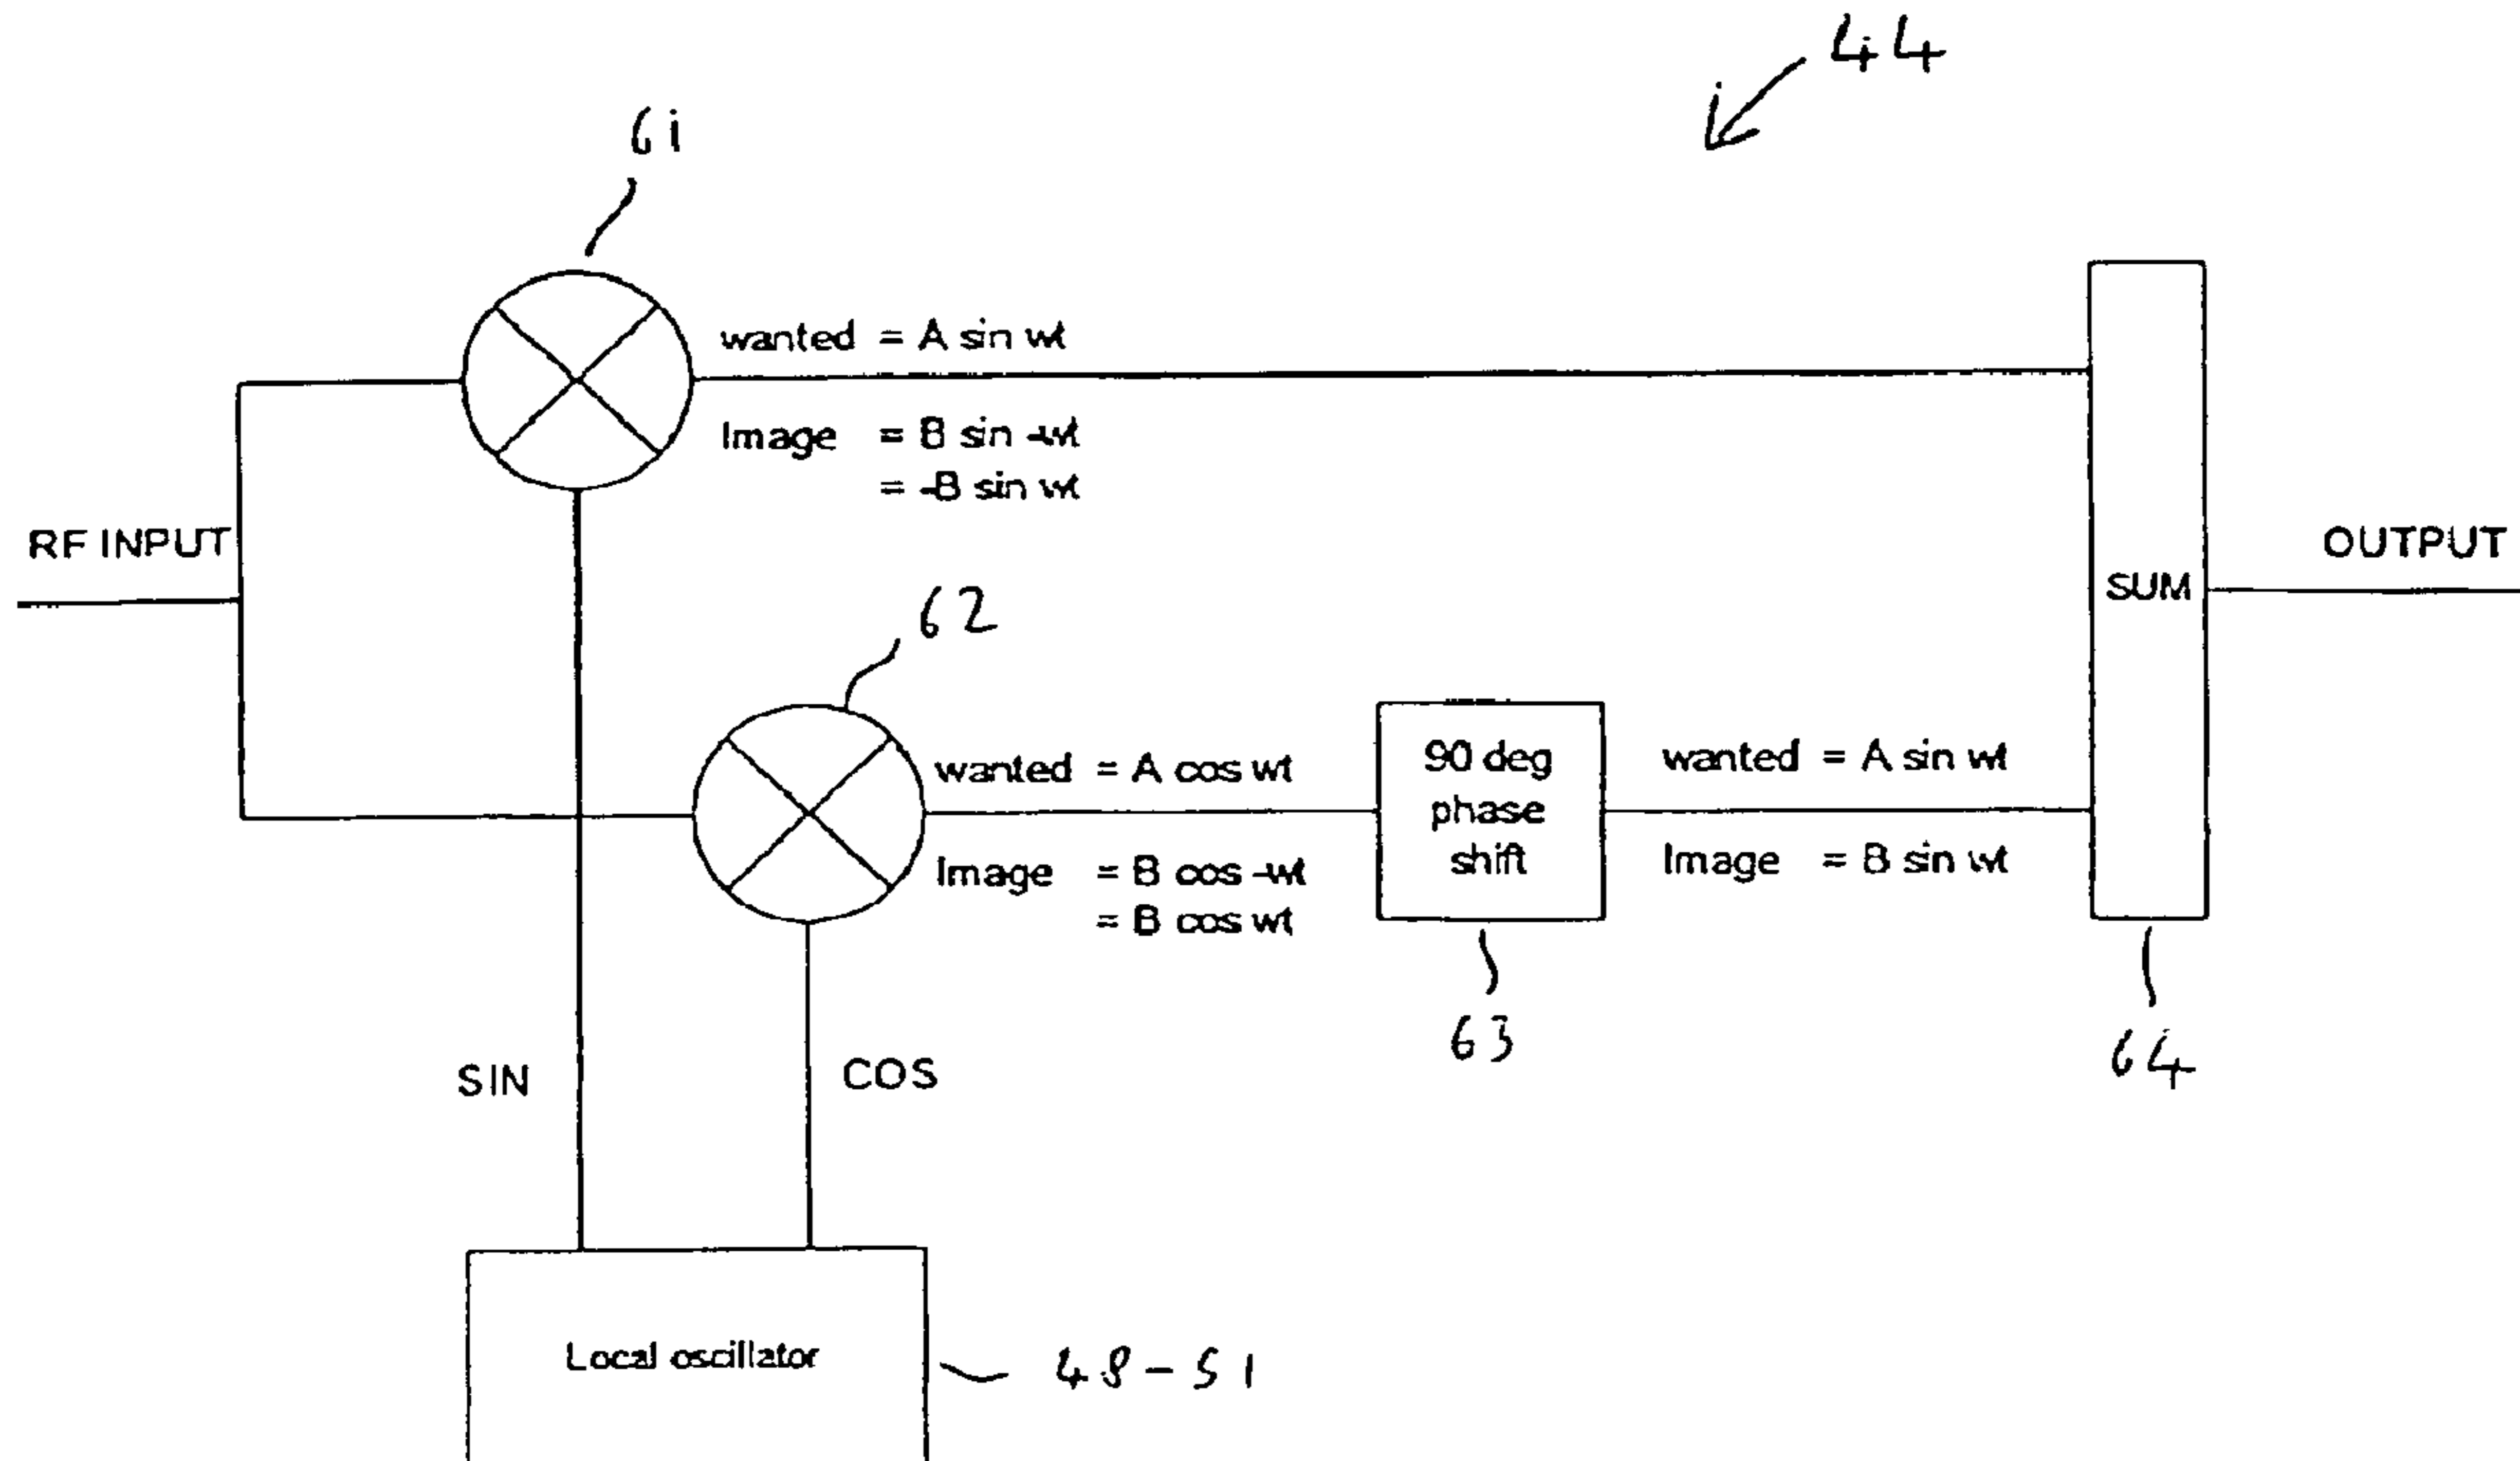 44
61
wanted = A sin wt
Image = B sin -wt
= -B sin wt
RF INPUT
OUTPUT
SUM
62
wanted = A cos wt
Image = B cos -wt
= B cos wt
90 deg
phase
shift
wanted = A sin wt
Image = B sin wt
63
64
SIN
COS
Local oscillator
48-51